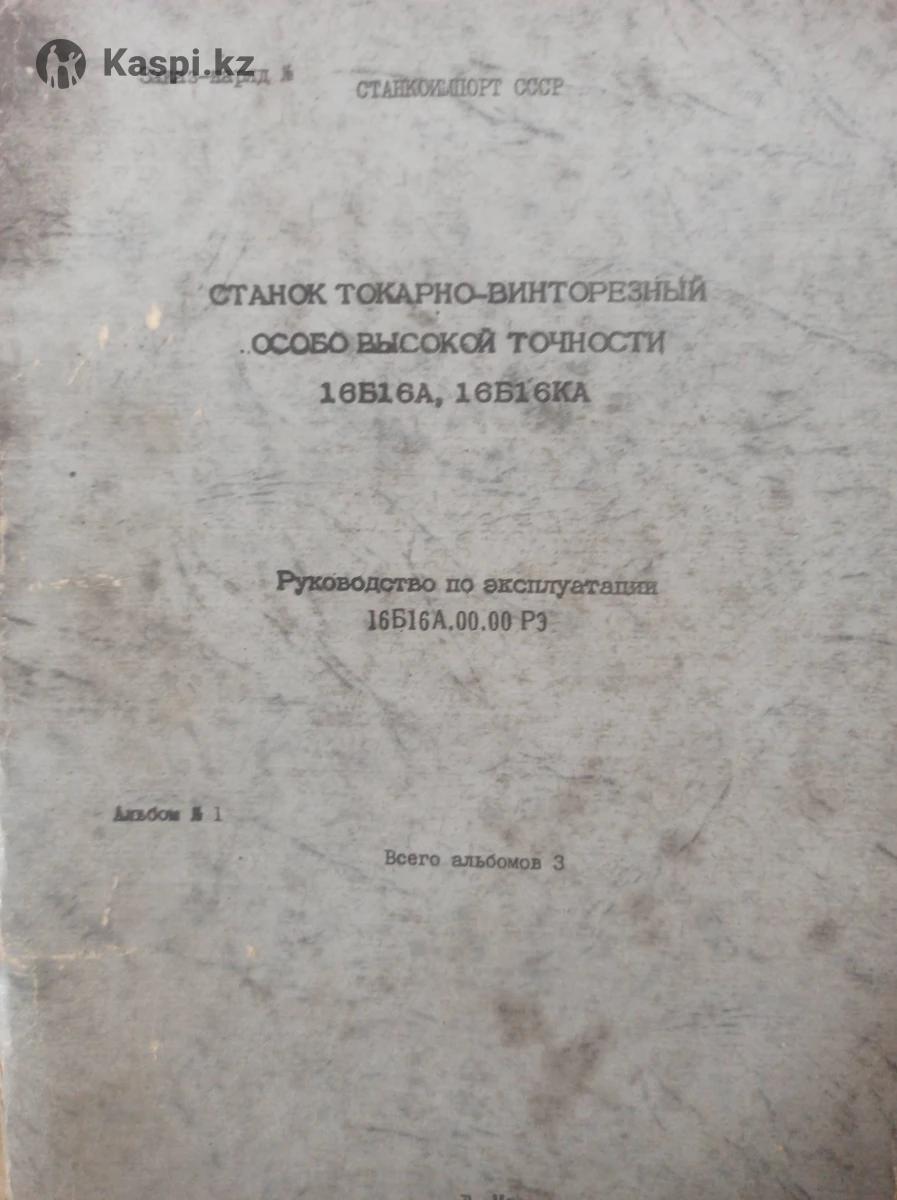 Kaspi.kz
СТАНКОИМПОРТ СССР
СТАНОК ТОКАРНО-ВИНТОРЕЗНЫЙ
ОСОБО ВЫСОКОЙ ТОЧНОСТИ
16Б16А, 16Б16КА
Руководство по эксплуатации
16Б16А.00.00 РЭ
Альбом № 1
Всего альбомов 3